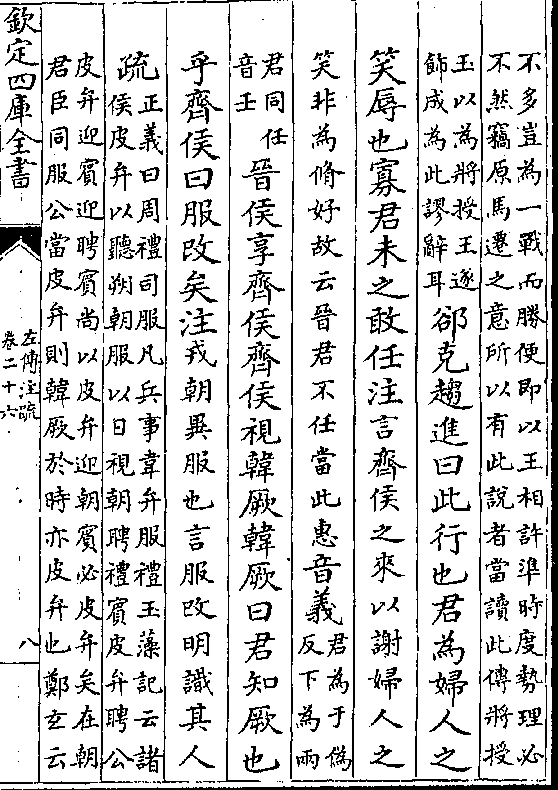 不多豈為一戰而勝便即以王相許準時度勢理必
不然竊原馬遷之意所以有此說者當讀此傳將授
玉以為將授王遂
飾成為此謬辭耳
郤克趨進曰此行也君為婦人之
笑辱也寡君未之敢任注言齊侯之來以謝婦人之
笑非為脩好故云晉君不任當此惠音義
君為于偽
反下為兩
君同任
音壬
晉侯享齊侯齊侯視韓厥韓厥曰君知厥也
乎齊侯曰服改矣注戎朝異服也言服改明識其人
疏
正義曰周禮司服凡兵事韋弁服禮玉藻記云諸
侯皮弁以聽朔朝服以日視朝聘禮賓皮弁聘公
皮弁迎賓迎聘賓尚以皮弁迎朝賓必皮弁矣在朝
君臣同服公當皮弁則韓厥於時亦皮弁也鄭玄云
欽定四庫全書
左傳注疏
卷二十六
八